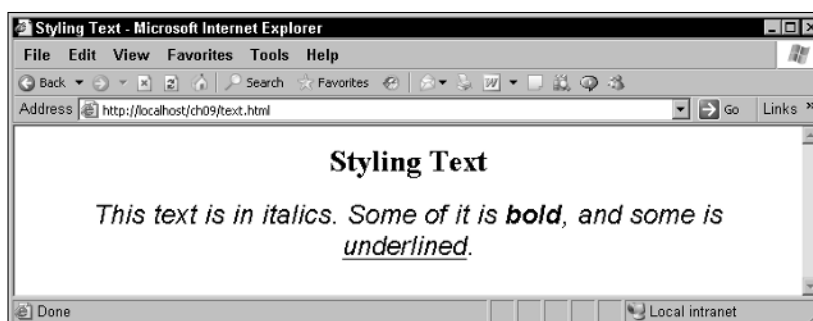 Styling Text - Microsoft Internet Explorer
File Edit View Favorites Tools Help
Back Search Favorites
Address http://localhost/ch09/text.html Go Links »
Styling Text
This text is in italics. Some of it is bold, and some is
underlined.
Done Local intranet